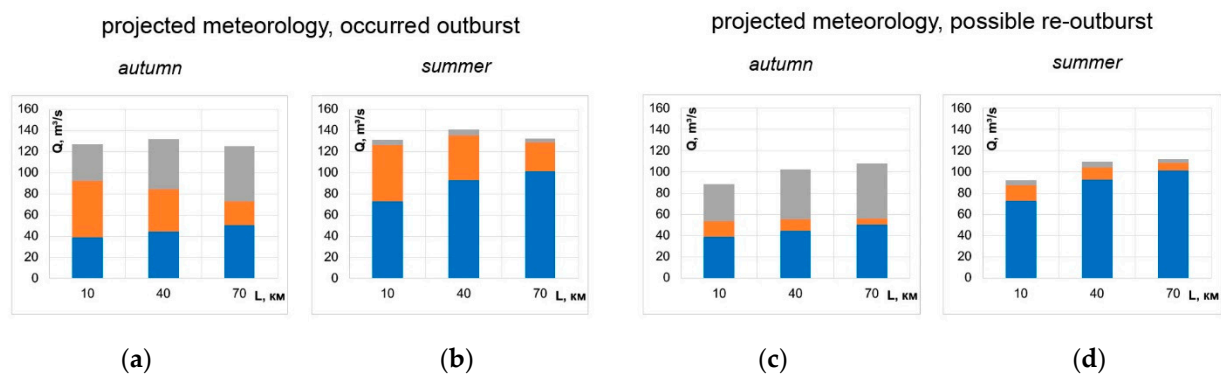 projected meteorology, occurred outburst
projected meteorology, possible re-outburst
autumn
summer
autumn
summer
160
140
120
100
80
60
40
20
0
Q, m³/s
10
40
70
L, км
160
140
120
100
80
60
40
20
0
Q, m³/s
10
40
70
L, км
160
140
120
100
80
60
40
20
0
Q, m³/s
10
40
70
L, км
160
140
120
100
80
60
40
20
0
Q, m³/s
10
40
70
L, км
(a)
(b)
(c)
(d)